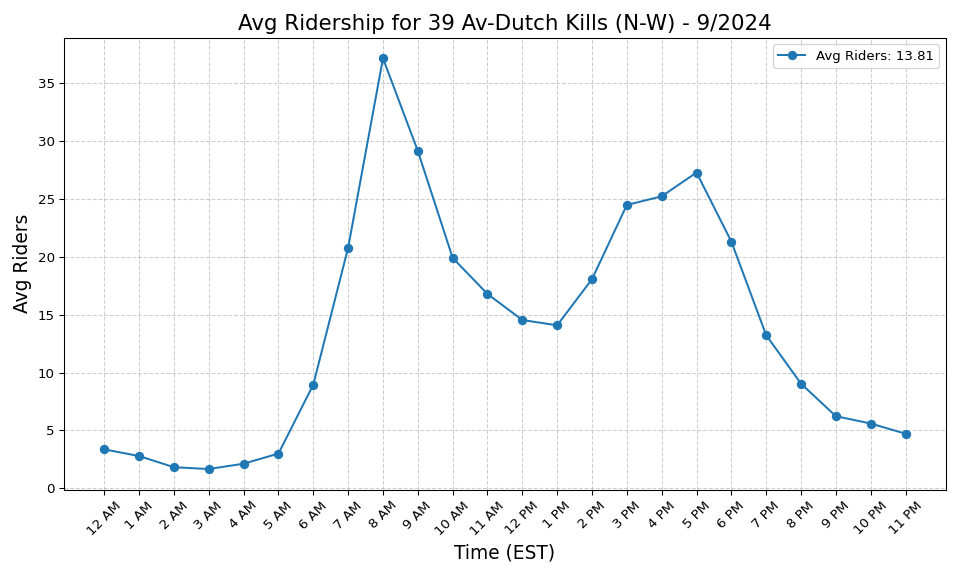 Avg Ridership for 39 Av-Dutch Kills (N-W) - 9/2024
Avg Riders: 13.81
Avg Riders
35
30
25
20
15
10
5
0
12 AM
1 AM
2 AM
3 AM
4 AM
5 AM
6 AM
7 AM
8 AM
9 AM
10 AM
11 AM
12 PM
1 PM
2 PM
3 PM
4 PM
5 PM
6 PM
7 PM
8 PM
9 PM
10 PM
11 PM
Time (EST)